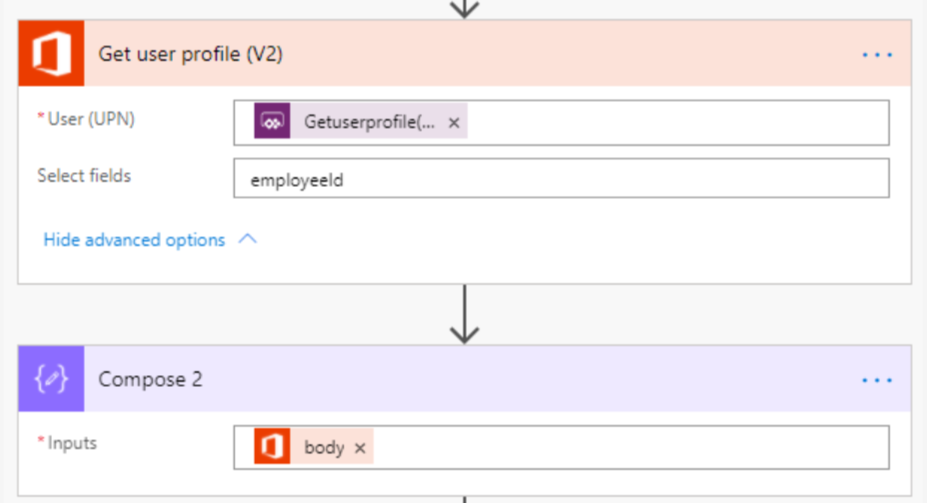 Get user profile (V2)
...
* User (UPN)
Getuserprofile(... ×
Select fields
employeeId
Hide advanced options
Compose 2
...
* Inputs
body ×